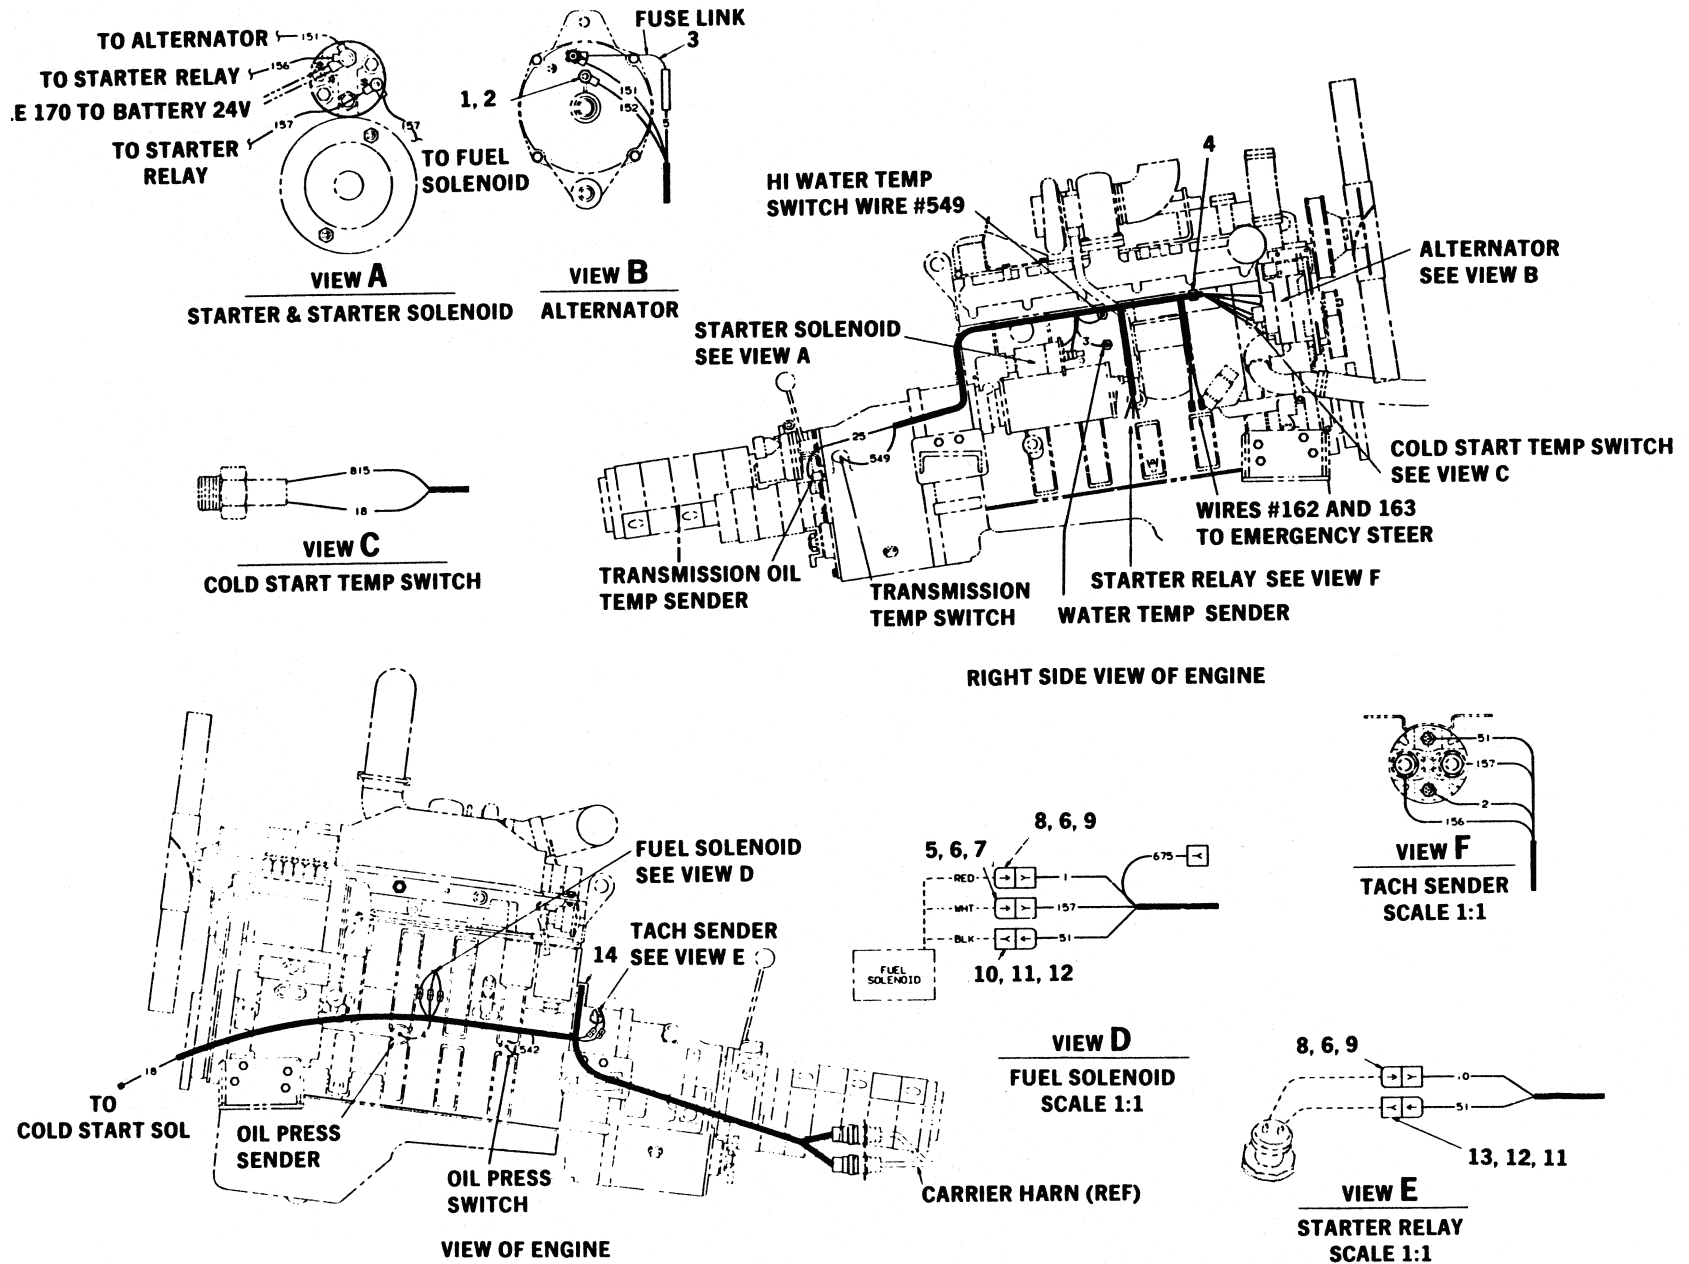 TO ALTERNATOR
151
TO STARTER RELAY
156
.E 170 TO BATTERY 24V
157
157
TO STARTER
RELAY
TO FUEL
SOLENOID
VIEW A
STARTER & STARTER SOLENOID
FUSE LINK
3
1, 2
151
152
5
VIEW B
ALTERNATOR
815
18
VIEW C
COLD START TEMP SWITCH
4
HI WATER TEMP
SWITCH WIRE #549
ALTERNATOR
SEE VIEW B
STARTER SOLENOID
SEE VIEW A
3
25
549
COLD START TEMP SWITCH
SEE VIEW C
WIRES #162 AND 163
TO EMERGENCY STEER
TRANSMISSION OIL
TEMP SENDER
TRANSMISSION
TEMP SWITCH
STARTER RELAY SEE VIEW F
WATER TEMP SENDER
RIGHT SIDE VIEW OF ENGINE
FUEL SOLENOID
SEE VIEW D
TACH SENDER
SEE VIEW E
14
542
18
TO
COLD START SOL
OIL PRESS
SENDER
OIL PRESS
SWITCH
CARRIER HARN (REF)
VIEW OF ENGINE
8, 6, 9
5, 6, 7
675
RED
1
WHT
157
BLK
51
FUEL
SOLENOID
10, 11, 12
VIEW D
FUEL SOLENOID
SCALE 1:1
51
157
2
156
VIEW F
TACH SENDER
SCALE 1:1
8, 6, 9
10
51
13, 12, 11
VIEW E
STARTER RELAY
SCALE 1:1